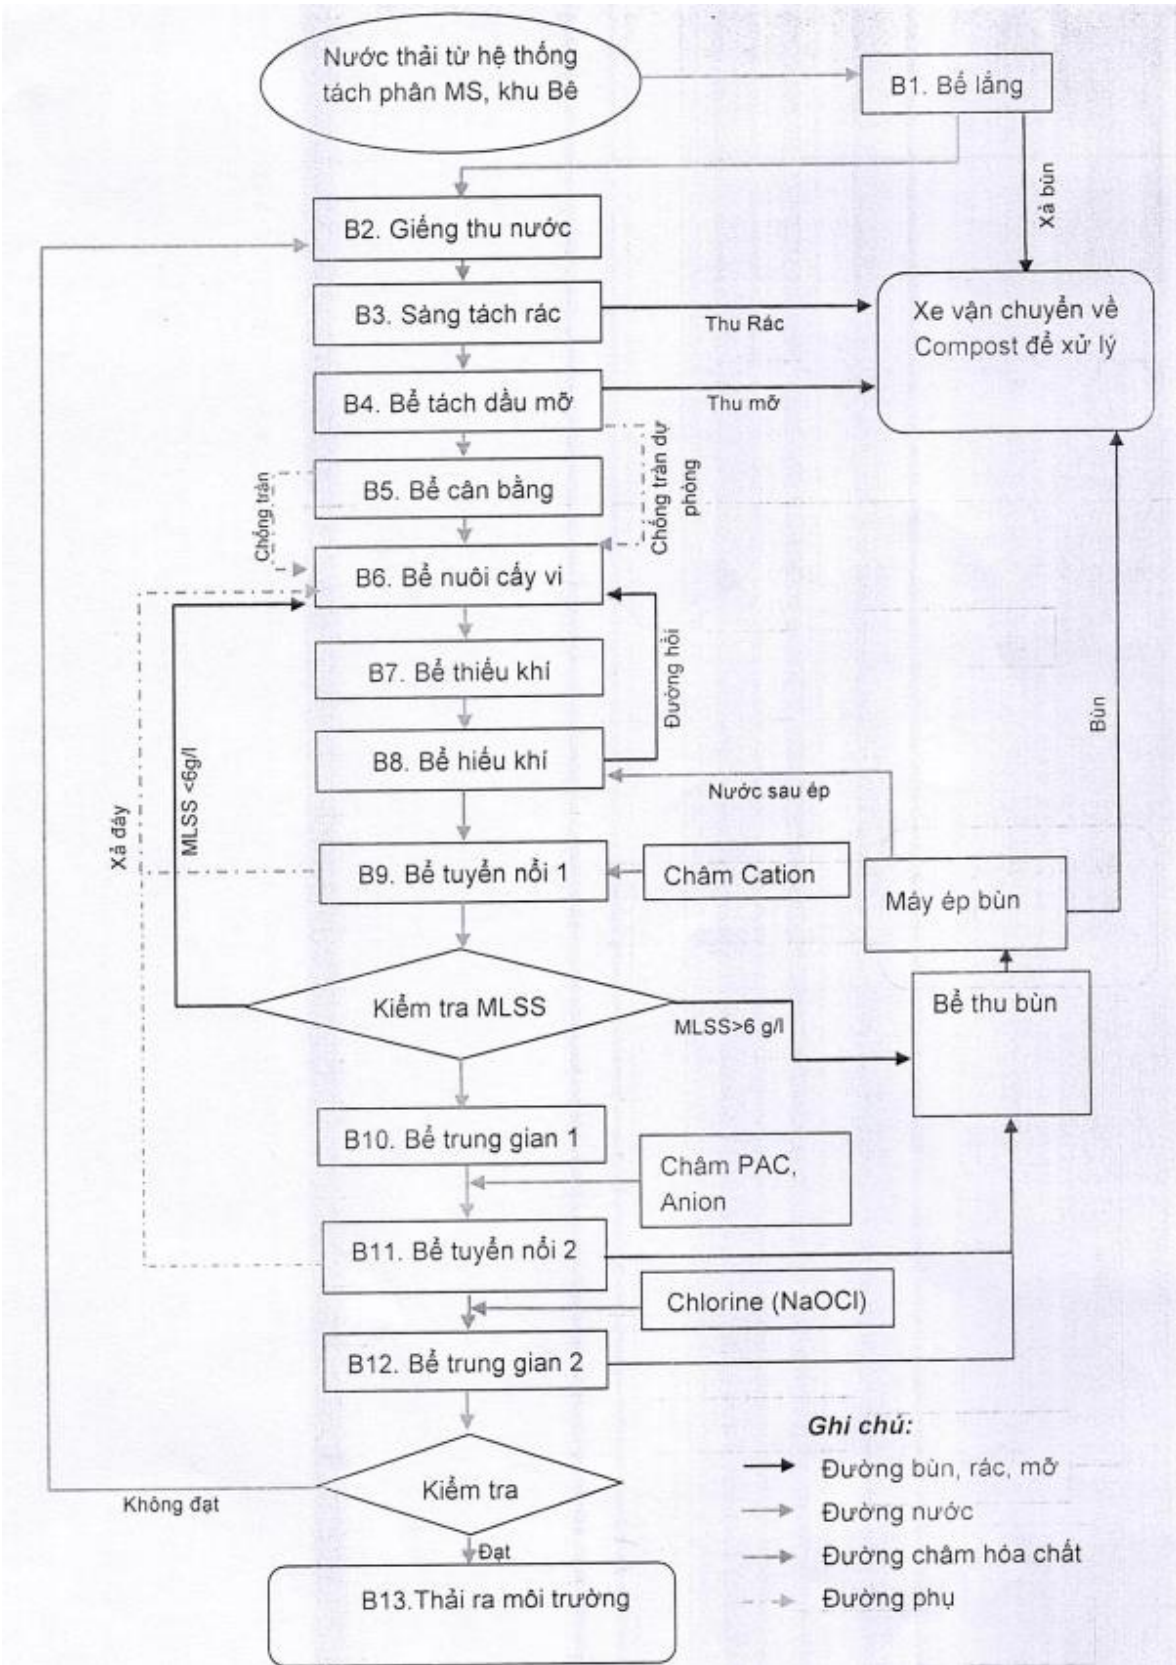 Nước thải từ hệ thống
tách phân MS, khu Bê
B1. Bể lắng
Xả bùn
B2. Giếng thu nước
B3. Sàng tách rác
Thu Rác
Xe vận chuyển về
Compost để xử lý
B4. Bể tách dầu mỡ
Thu mỡ
Chống tràn dự
phòng
Chống tràn
B5. Bể cân bằng
B6. Bể nuôi cấy vi
B7. Bể thiếu khí
Đường hồi
Bùn
B8. Bể hiếu khí
Nước sau ép
MLSS <6g/l
Xả đáy
B9. Bể tuyển nổi 1
Châm Cation
Máy ép bùn
Kiểm tra MLSS
MLSS>6 g/l
Bể thu bùn
B10. Bể trung gian 1
Châm PAC,
Anion
B11. Bể tuyển nổi 2
Chlorine (NaOCl)
B12. Bể trung gian 2
Ghi chú:
Đường bùn, rác, mỡ
Đường nước
Đường châm hóa chất
Đường phụ
Kiểm tra
Không đạt
Đạt
B13.Thải ra môi trường